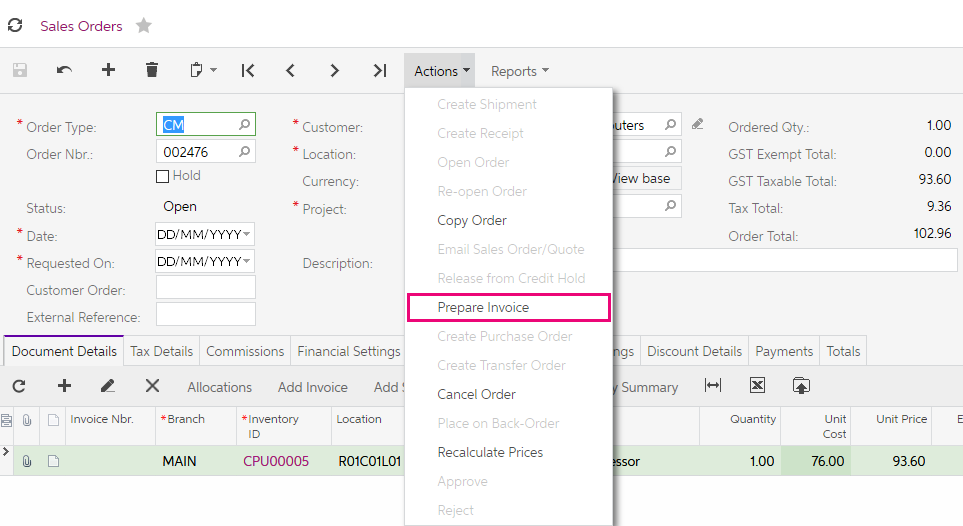 Sales Orders
Actions Reports
Create Shipment
Create Receipt
Open Order
Re-open Order
Copy Order
Email Sales Order/Quote
Release from Credit Hold
Prepare Invoice
Create Purchase Order
Create Transfer Order
Cancel Order
Place on Back-Order
Recalculate Prices
Approve
Reject
* Order Type: CM
Order Nbr.: 002476
Hold
Status: Open
* Date: DD/MM/YYYY
* Requested On: DD/MM/YYYY
Customer Order:
External Reference:
* Customer:
* Location:
Currency: View base
* Project:
Description:
Ordered Qty.: 1.00
GST Exempt Total: 0.00
GST Taxable Total: 93.60
Tax Total: 9.36
Order Total: 102.96
Document Details Tax Details Commissions Financial Settings Discount Details Payments Totals
Allocations Add Invoice Add Summary
Invoice Nbr. *Branch *Inventory ID Location Quantity Unit Cost Unit Price
MAIN CPU00005 R01C01L01 1.00 76.00 93.60